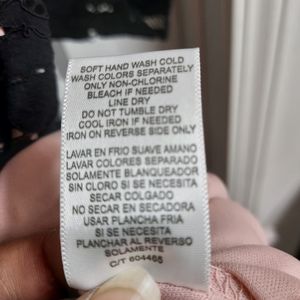 SOFT HAND WASH COLD
WASH COLORS SEPARATELY
ONLY NON-CHLORINE
BLEACH IF NEEDED
LINE DRY
DO NOT TUMBLE DRY
COOL IRON IF NEEDED
IRON ON REVERSE SIDE ONLY
LAVAR EN FRIO SUAVE AMANO
LAVAR COLORES SEPARADO
SOLAMENTE BLANQUEADOR
SIN CLORO SI SE NECESITA
SECAR COLGADO
NO SECAR EN SECADORA
USAR PLANCHA FRIA
SI SE NECESITA
PLANCHAR AL REVERSO
SOLAMENTE
C/T 604465